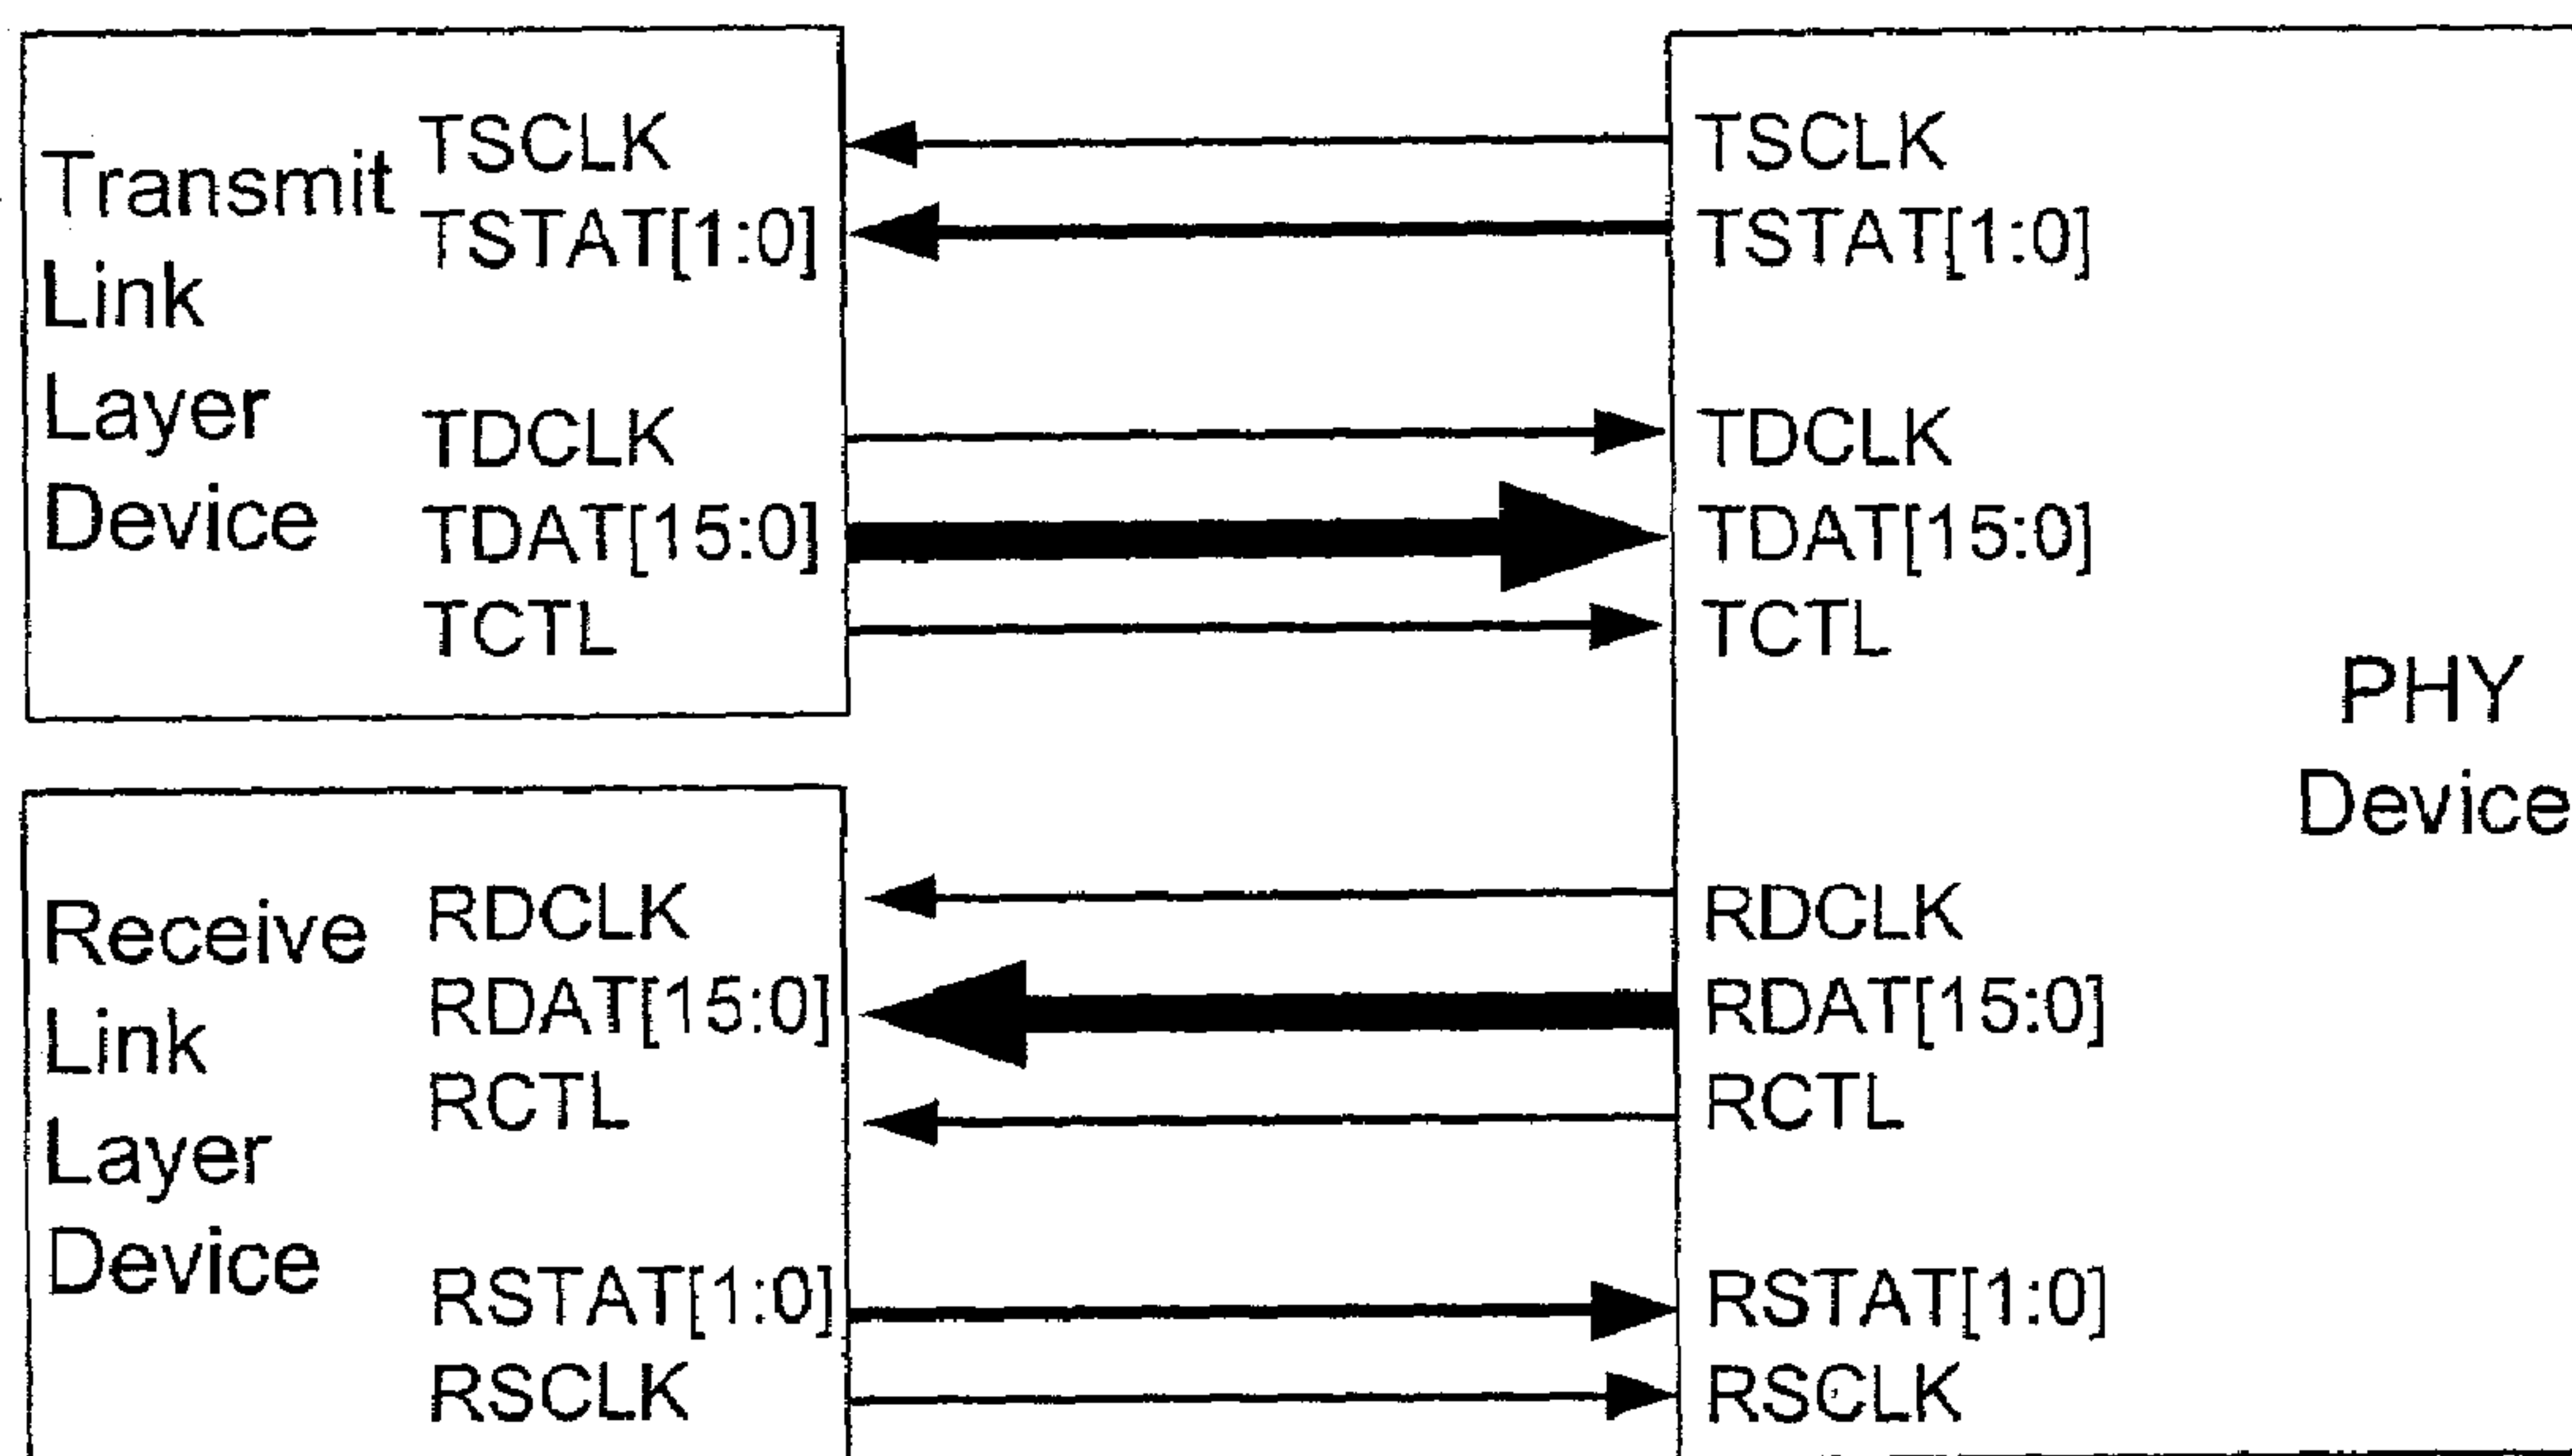 Transmit
Link
Layer
Device
TSCLK
TSTAT[1:0]
TDCLK
TDAT[15:0]
TCTL
TSCLK
TSTAT[1:0]
TDCLK
TDAT[15:0]
TCTL
PHY
Device
Receive
Link
Layer
Device
RDCLK
RDAT[15:0]
RCTL
RSTAT[1:0]
RSCLK
RDCLK
RDAT[15:0]
RCTL
RSTAT[1:0]
RSCLK